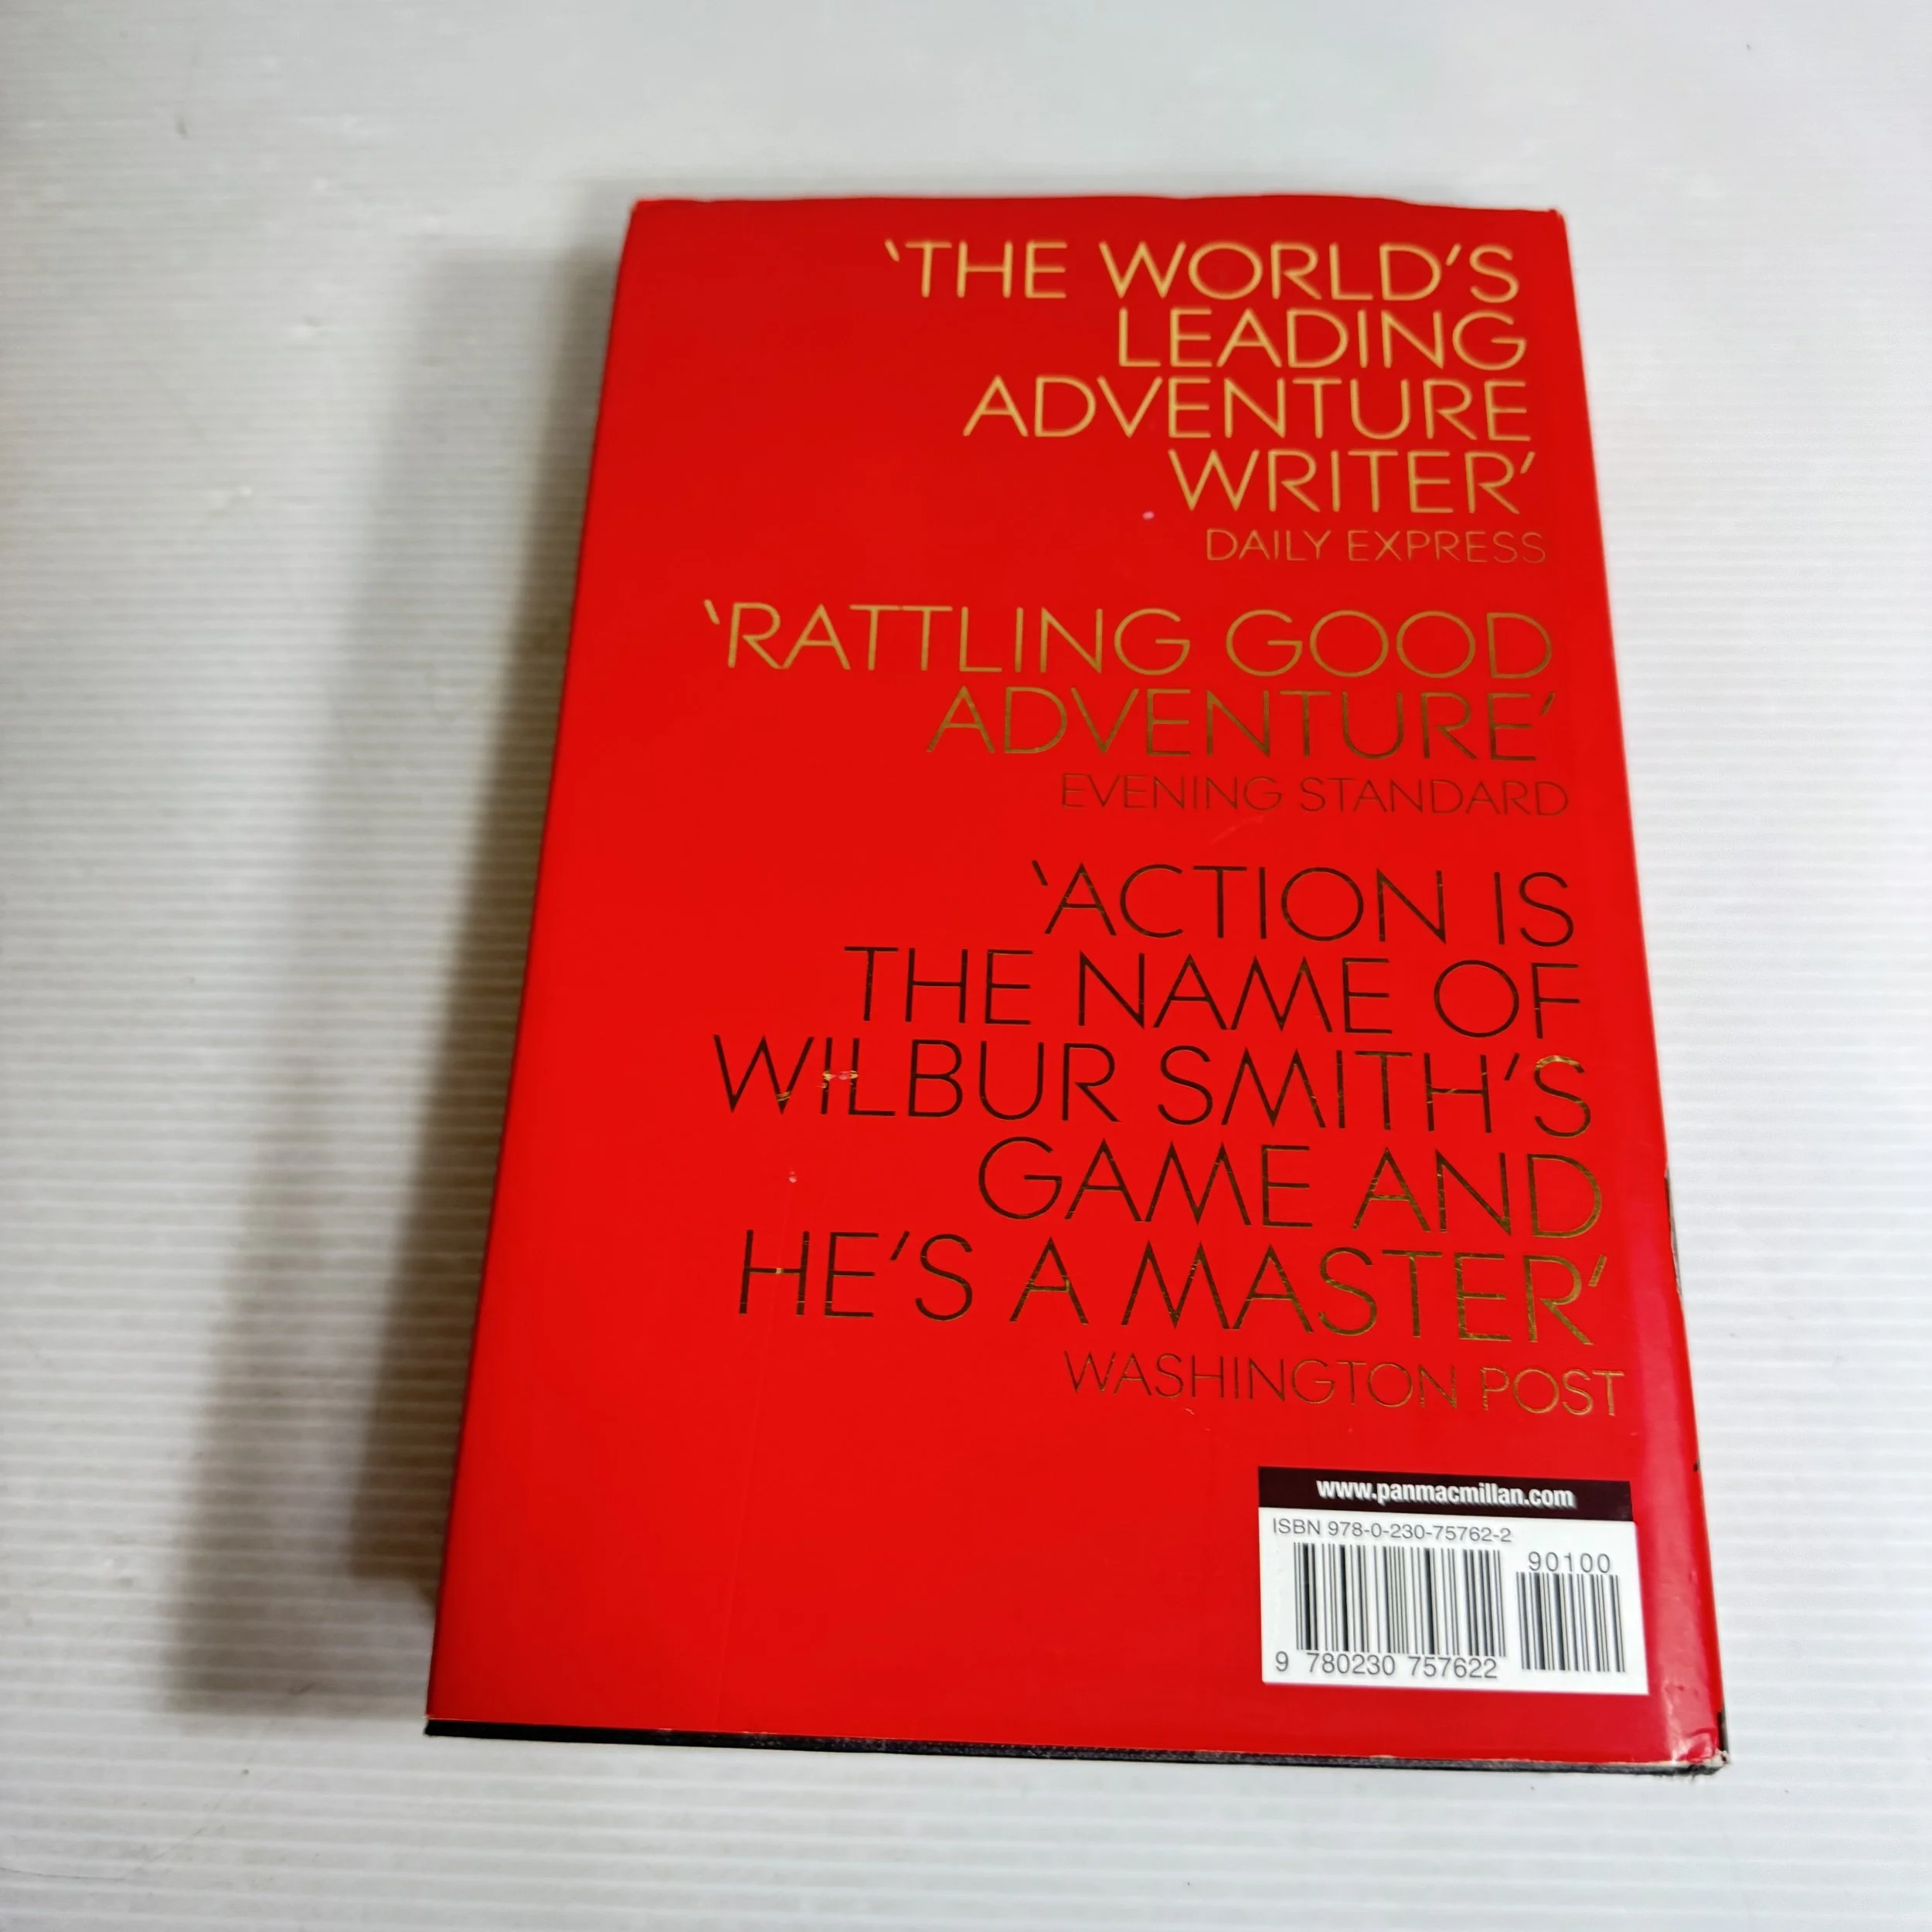 ‘THE WORLD’S
LEADING
ADVENTURE
WRITER’
DAILY EXPRESS
‘RATTLING GOOD
ADVENTURE’
EVENING STANDARD
‘ACTION IS
THE NAME OF
WILBUR SMITH’S
GAME AND
HE’S A MASTER’
WASHINGTON POST
www.panmacmillan.com
ISBN 978-0-230-75762-2
90100
9 780230 757622